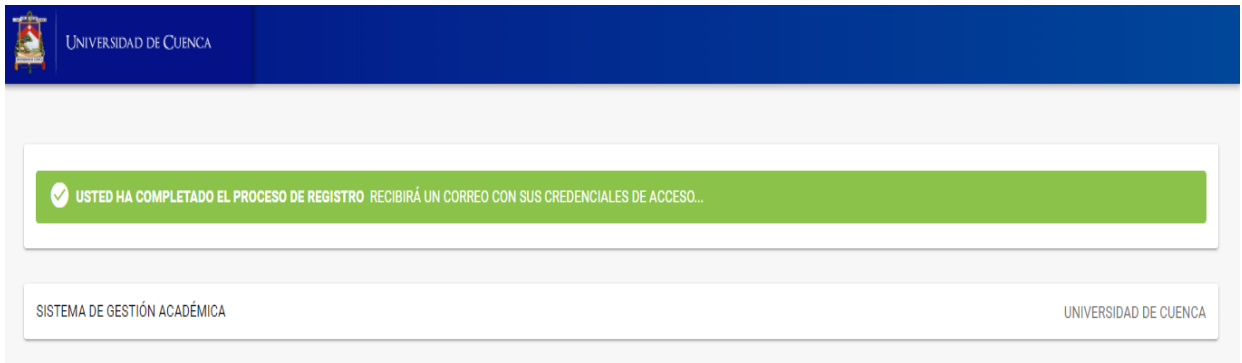 UNIVERSIDAD DE CUENCA
USTED HA COMPLETADO EL PROCESO DE REGISTRO RECIBIRÁ UN CORREO CON SUS CREDENCIALES DE ACCESO...
SISTEMA DE GESTIÓN ACADÉMICA
UNIVERSIDAD DE CUENCA